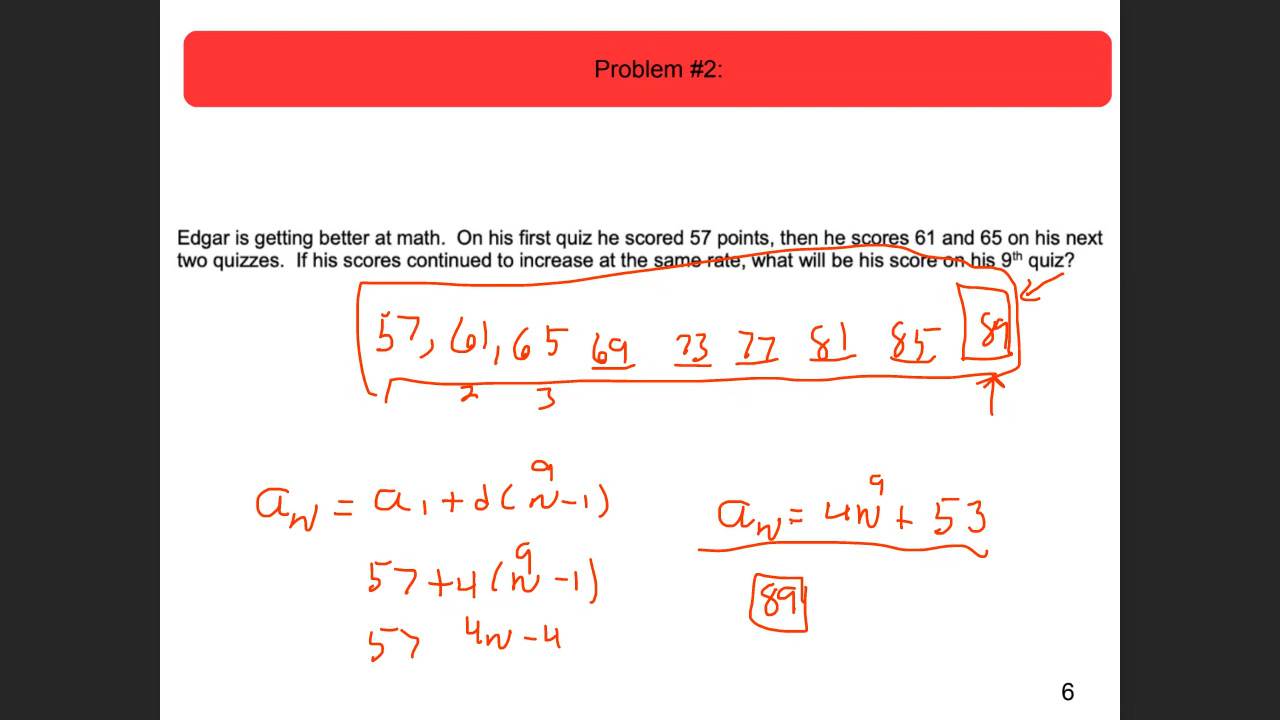 Problem #2:
Edgar is getting better at math. On his first quiz he scored 57 points, then he scores 61 and 65 on his next
two quizzes. If his scores continued to increase at the same rate, what will be his score on his 9th quiz?
57, 61, 65 69 73 77 81 85 89
1 2 3
9
an = a1 + d(n-1)
9
an = 4n + 53
9
57 + 4(n-1)
89
57 4n - 4
6